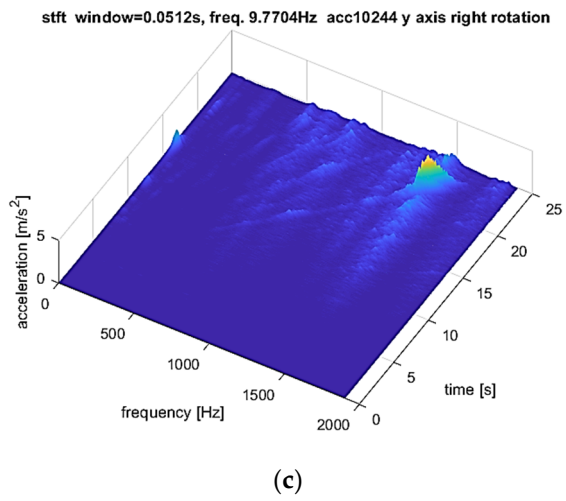 stft window=0.0512s, freq. 9.7704Hz acc10244 y axis right rotation
acceleration [m/s2]
5
0
0
500
1000
1500
2000
frequency [Hz]
0
5
10
15
20
25
time [s]
(c)